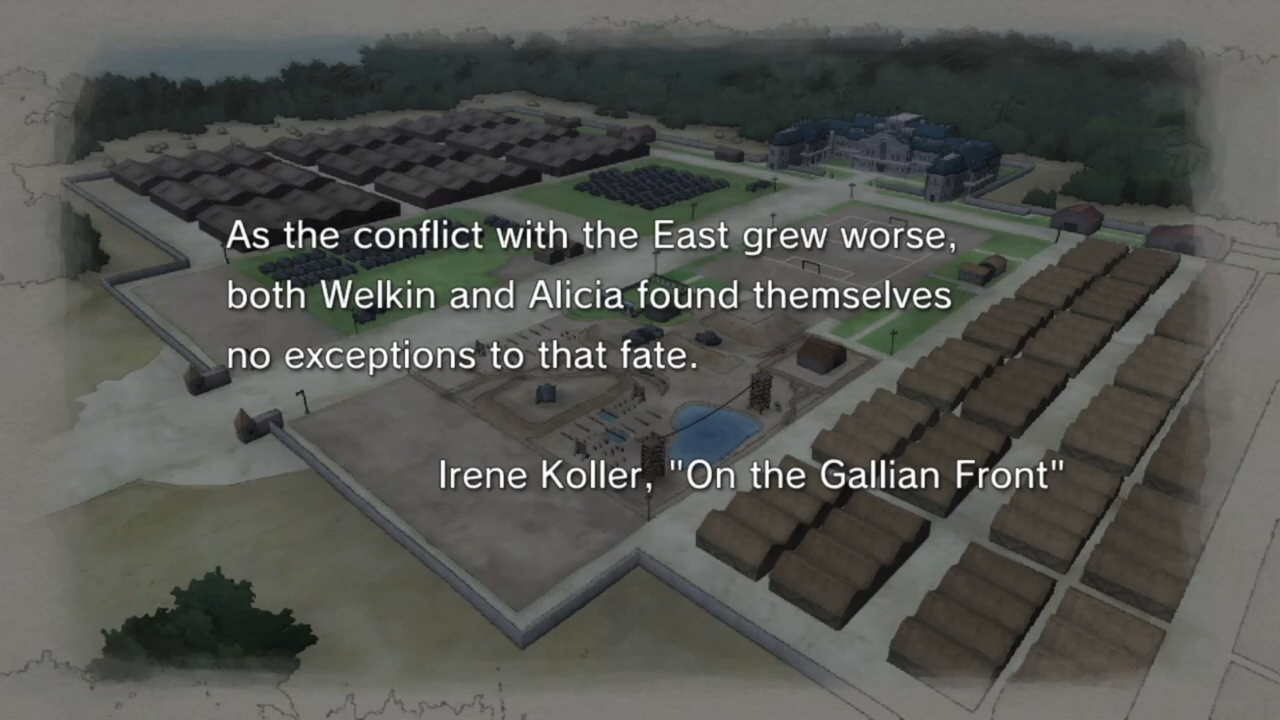 As the conflict with the East grew worse,
both Welkin and Alicia found themselves
no exceptions to that fate.
Irene Koller, "On the Gallian Front"